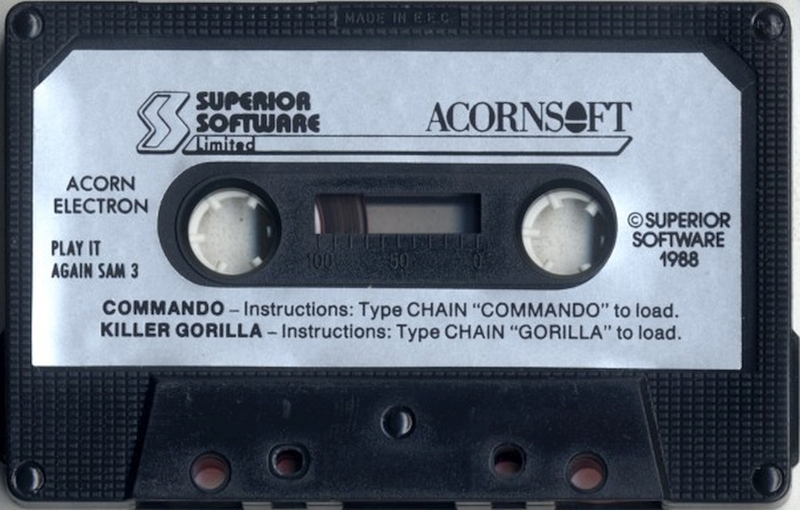 MADE IN E.E.C.
SUPERIOR
SOFTWARE
Limited
ACORNSOFT
ACORN
ELECTRON
PLAY IT
AGAIN SAM 3
100 50 0
©SUPERIOR
SOFTWARE
1988
COMMANDO – Instructions: Type CHAIN "COMMANDO" to load.
KILLER GORILLA – Instructions: Type CHAIN "GORILLA" to load.